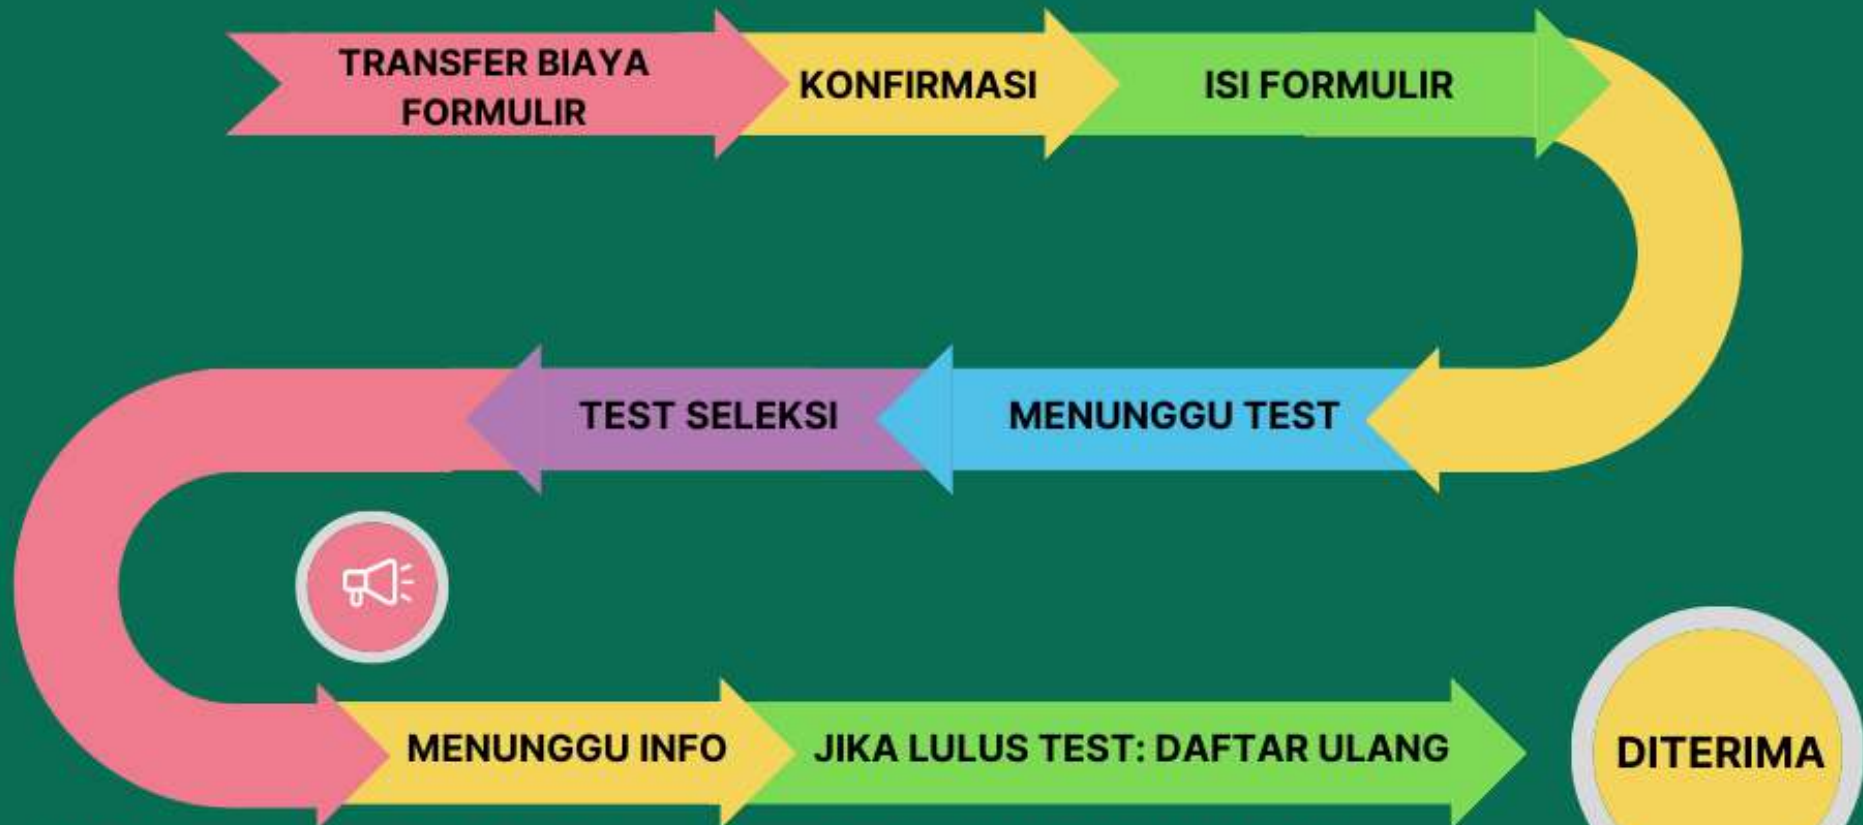 TRANSFER BIAYA
FORMULIR
KONFIRMASI
ISI FORMULIR
MENUNGGU TEST
TEST SELEKSI
MENUNGGU INFO
JIKA LULUS TEST: DAFTAR ULANG
DITERIMA